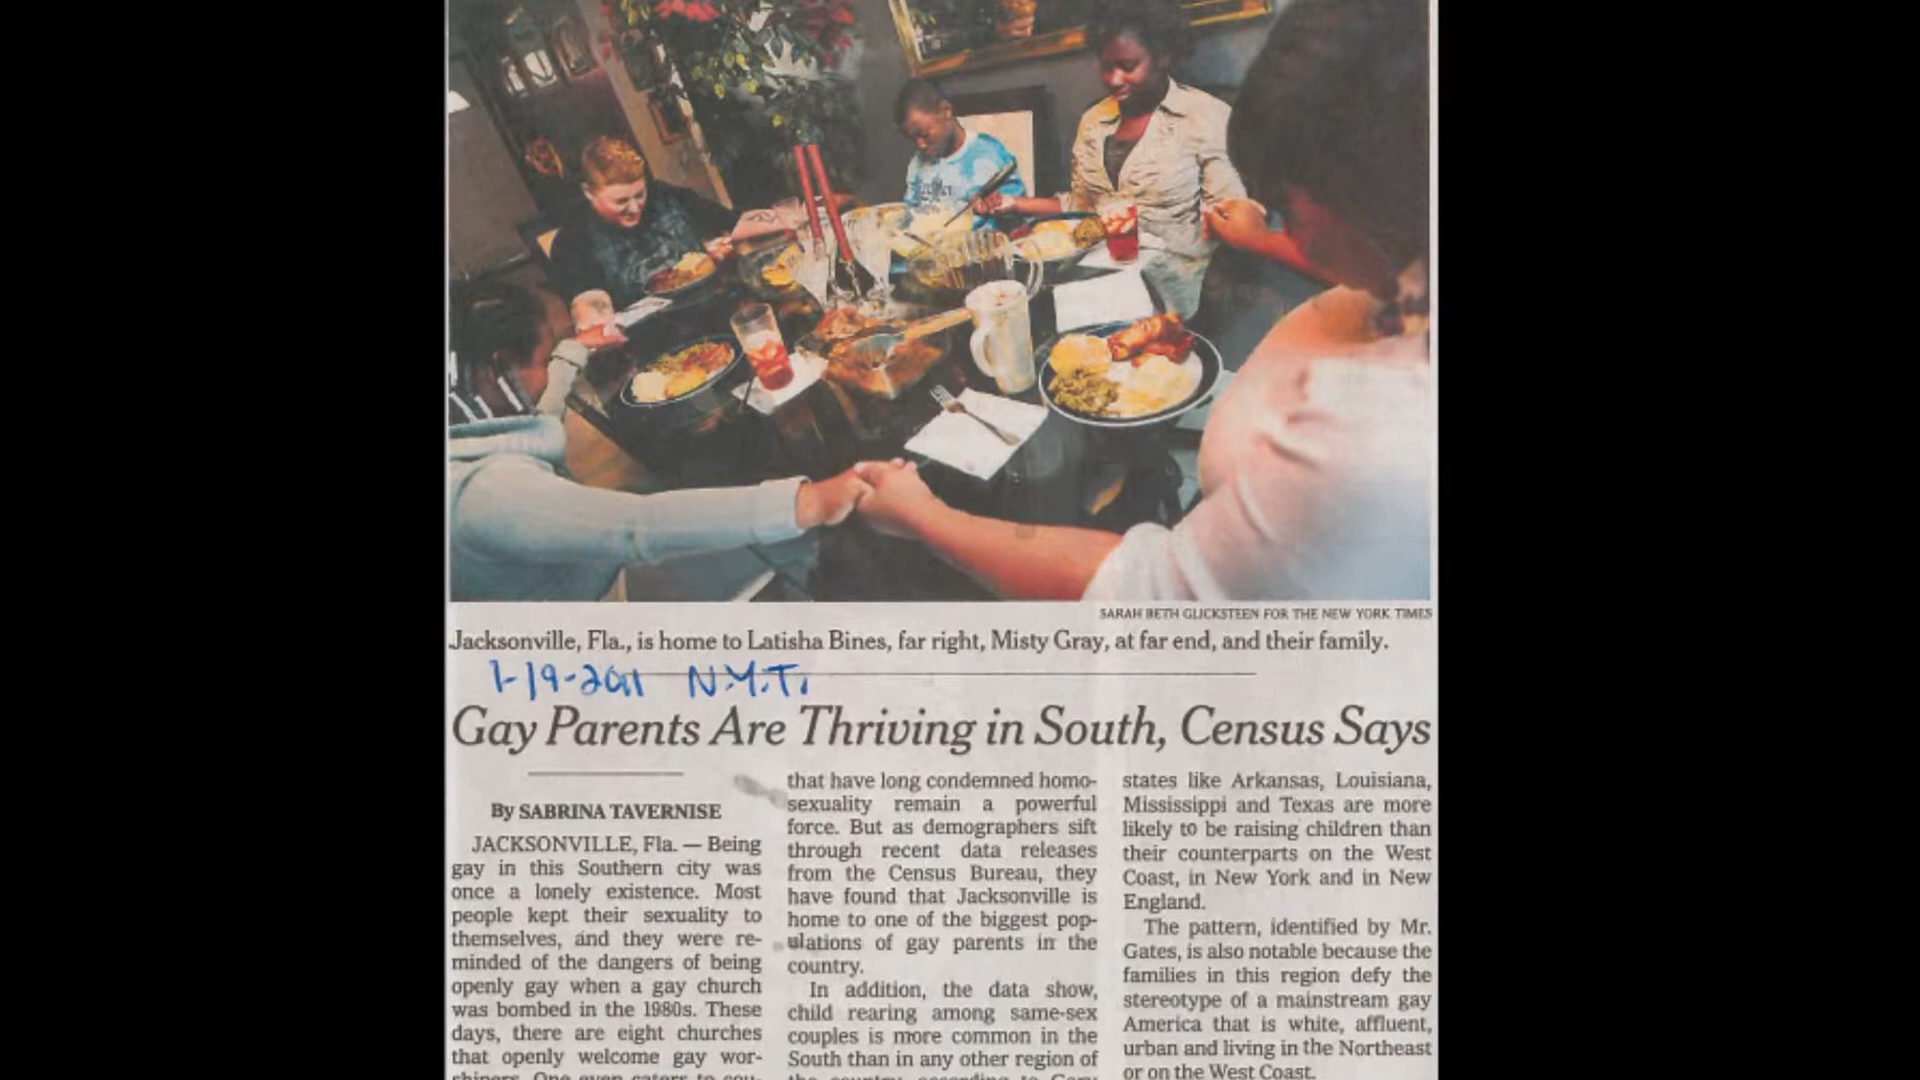 SARAH BETH GLICKSTEEN FOR THE NEW YORK TIMES
Jacksonville, Fla., is home to Latisha Bines, far right, Misty Gray, at far end, and their family.
1-19-2011 N.Y.T.
Gay Parents Are Thriving in South, Census Says
By SABRINA TAVERNISE
JACKSONVILLE, Fla. — Being
gay in this Southern city was
once a lonely existence. Most
people kept their sexuality to
themselves, and they were re-
minded of the dangers of being
openly gay when a gay church
was bombed in the 1980s. These
days, there are eight churches
that openly welcome gay wor-
shipers. One even caters to cou-
that have long condemned homo-
sexuality remain a powerful
force. But as demographers sift
through recent data releases
from the Census Bureau, they
have found that Jacksonville is
home to one of the biggest pop-
ulations of gay parents in the
country.
In addition, the data show,
child rearing among same-sex
couples is more common in the
South than in any other region of
the country, according to Gary
states like Arkansas, Louisiana,
Mississippi and Texas are more
likely to be raising children than
their counterparts on the West
Coast, in New York and in New
England.
The pattern, identified by Mr.
Gates, is also notable because the
families in this region defy the
stereotype of a mainstream gay
America that is white, affluent,
urban and living in the Northeast
or on the West Coast.